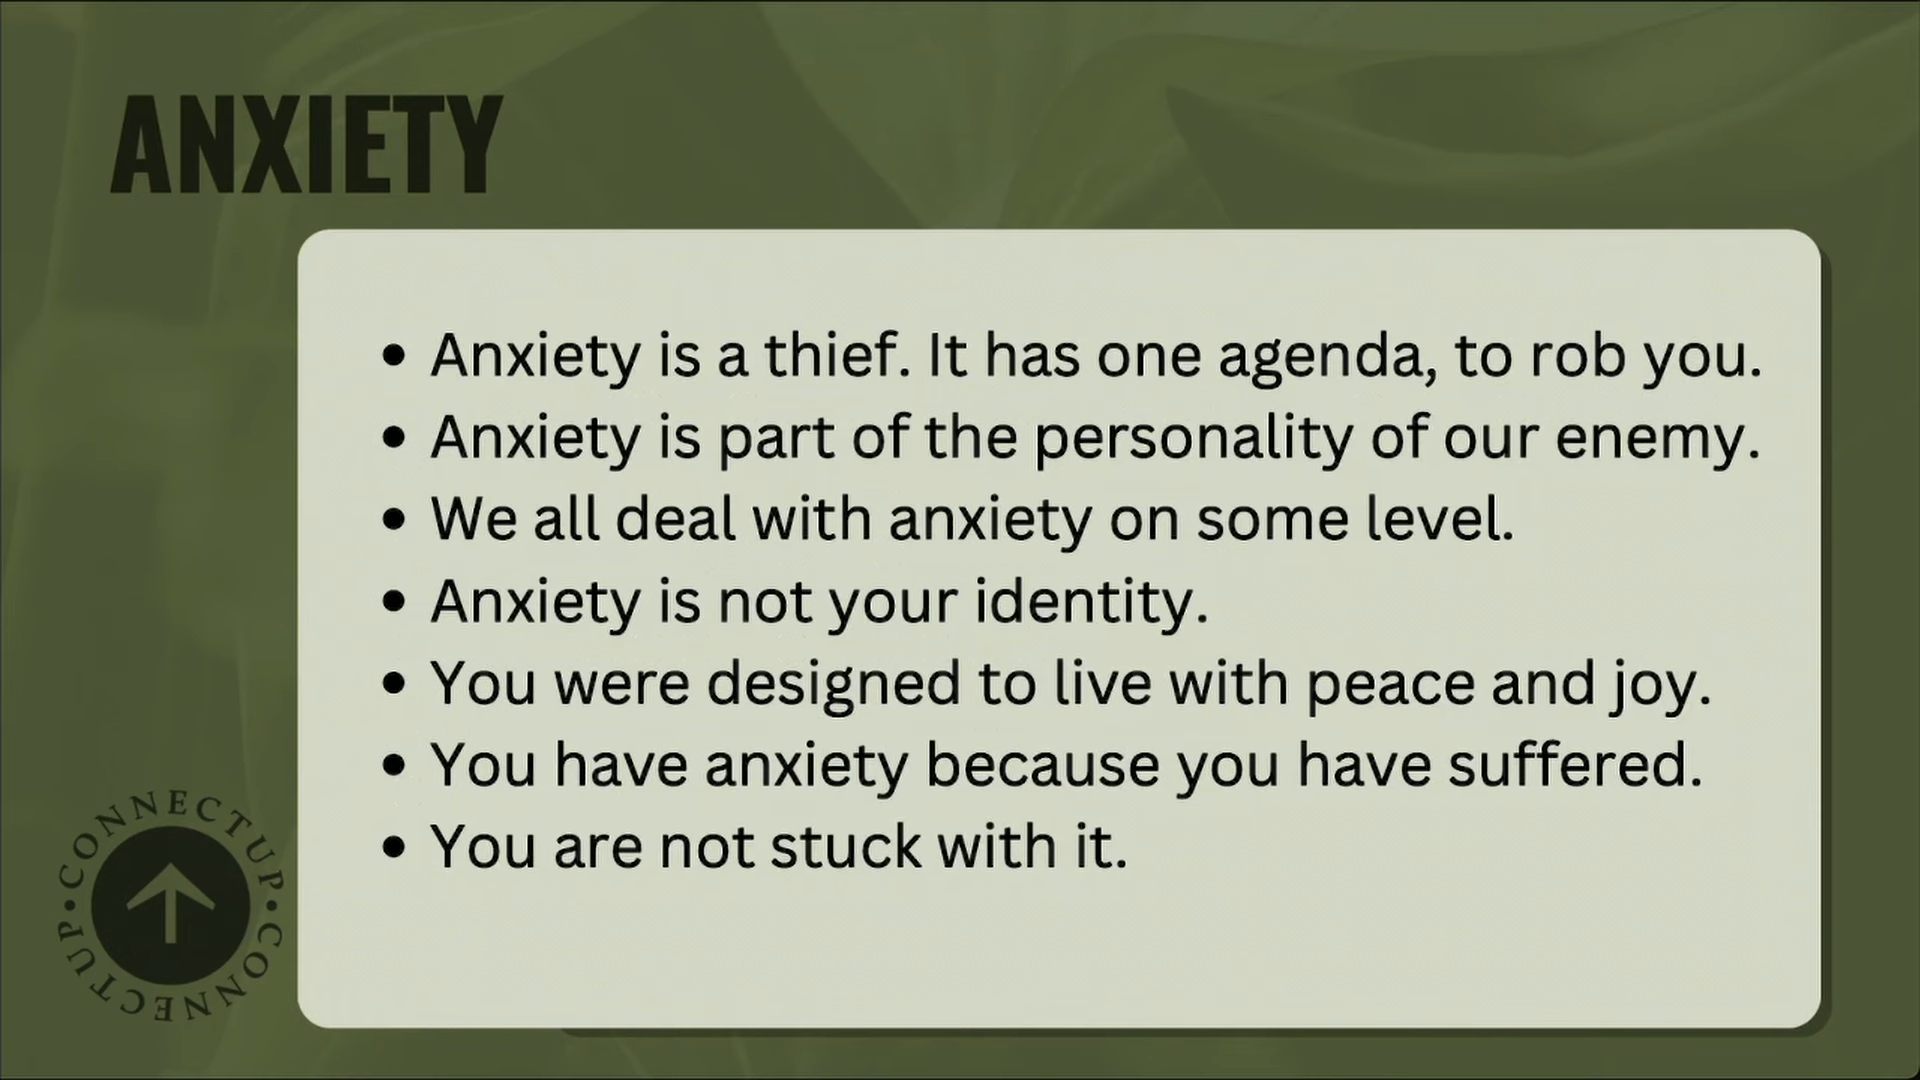 ANXIETY
• Anxiety is a thief. It has one agenda, to rob you.
• Anxiety is part of the personality of our enemy.
• We all deal with anxiety on some level.
• Anxiety is not your identity.
• You were designed to live with peace and joy.
• You have anxiety because you have suffered.
• You are not stuck with it.
CONNECTUP • CONNECTUP •